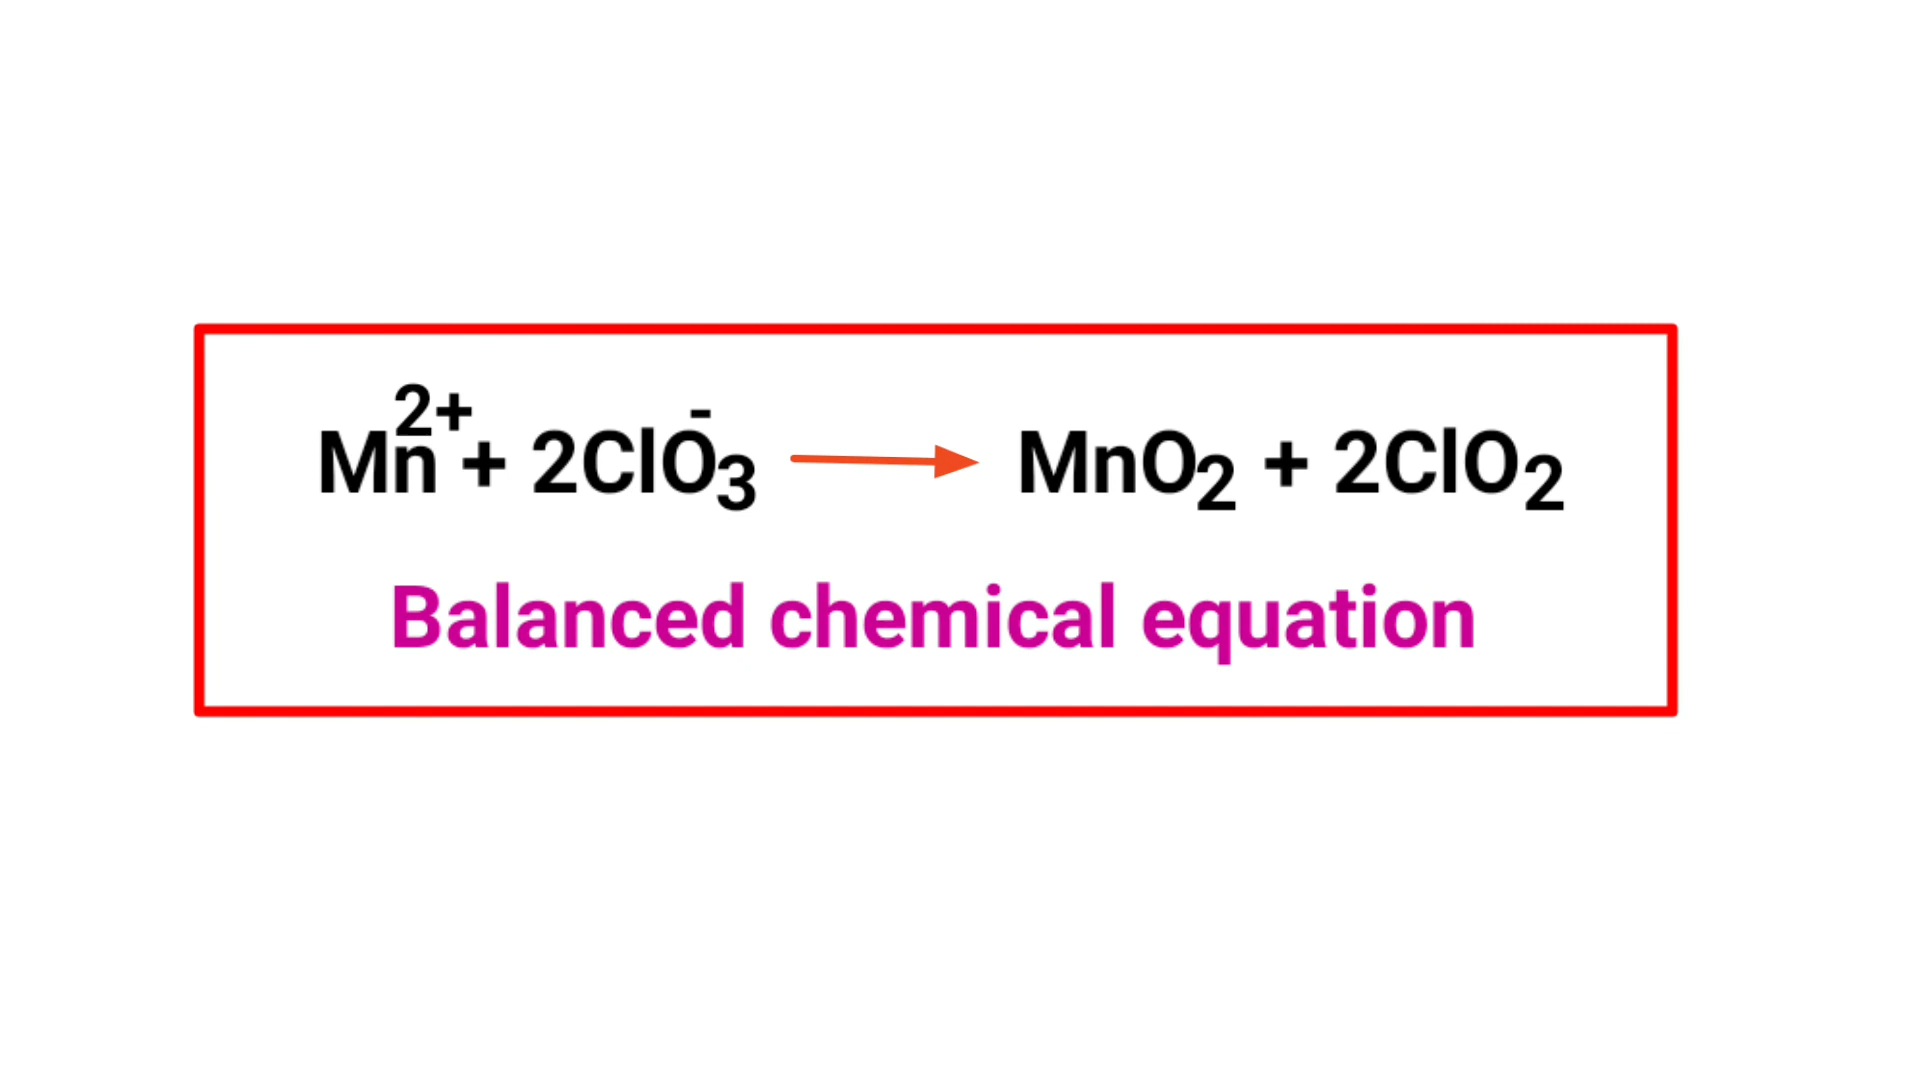 Mn²⁺ + 2ClO₃⁻ → MnO₂ + 2ClO₂
Balanced chemical equation